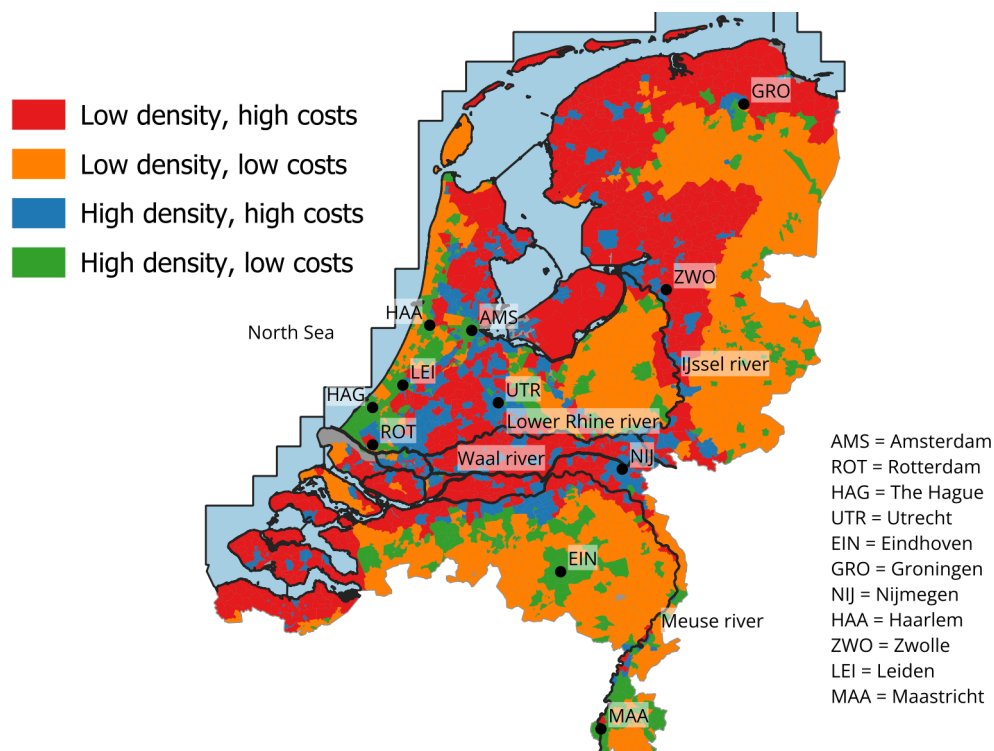 Low density, high costs
Low density, low costs
High density, high costs
High density, low costs
GRO
ZWO
HAA
AMS
North Sea
IJssel river
LEI
HAG
UTR
Lower Rhine river
ROT
Waal river
NIJ
EIN
Meuse river
MAA
AMS = Amsterdam
ROT = Rotterdam
HAG = The Hague
UTR = Utrecht
EIN = Eindhoven
GRO = Groningen
NIJ = Nijmegen
HAA = Haarlem
ZWO = Zwolle
LEI = Leiden
MAA = Maastricht